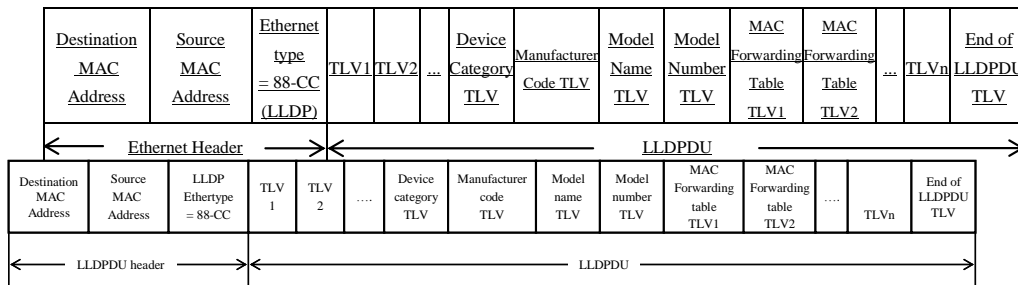 Destination MAC Address
Source MAC Address
Ethernet type = 88-CC (LLDP)
TLV1
TLV2
...
Device Category TLV
Manufacturer Code TLV
Model Name TLV
Model Number TLV
MAC Forwarding Table TLV1
MAC Forwarding Table TLV2
...
TLVn
End of LLDPDU TLV
Ethernet Header
LLDPDU
Destination MAC Address
Source MAC Address
LLDP Ethertype = 88-CC
TLV 1
TLV 2
....
Device category TLV
Manufacturer code TLV
Model name TLV
Model number TLV
MAC Forwarding table TLV1
MAC Forwarding table TLV2
....
TLVn
End of LLDPDU TLV
LLDPDU header
LLDPDU